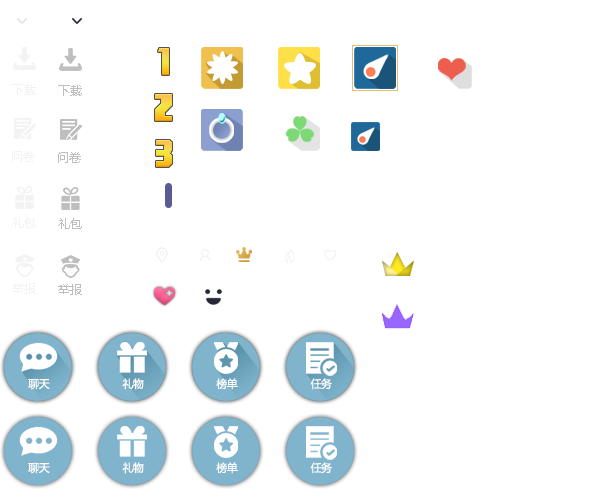 下载 下载
1
2
问卷 问卷
3
礼包 礼包
举报 举报
聊天 礼物 榜单 任务
聊天 礼物 榜单 任务